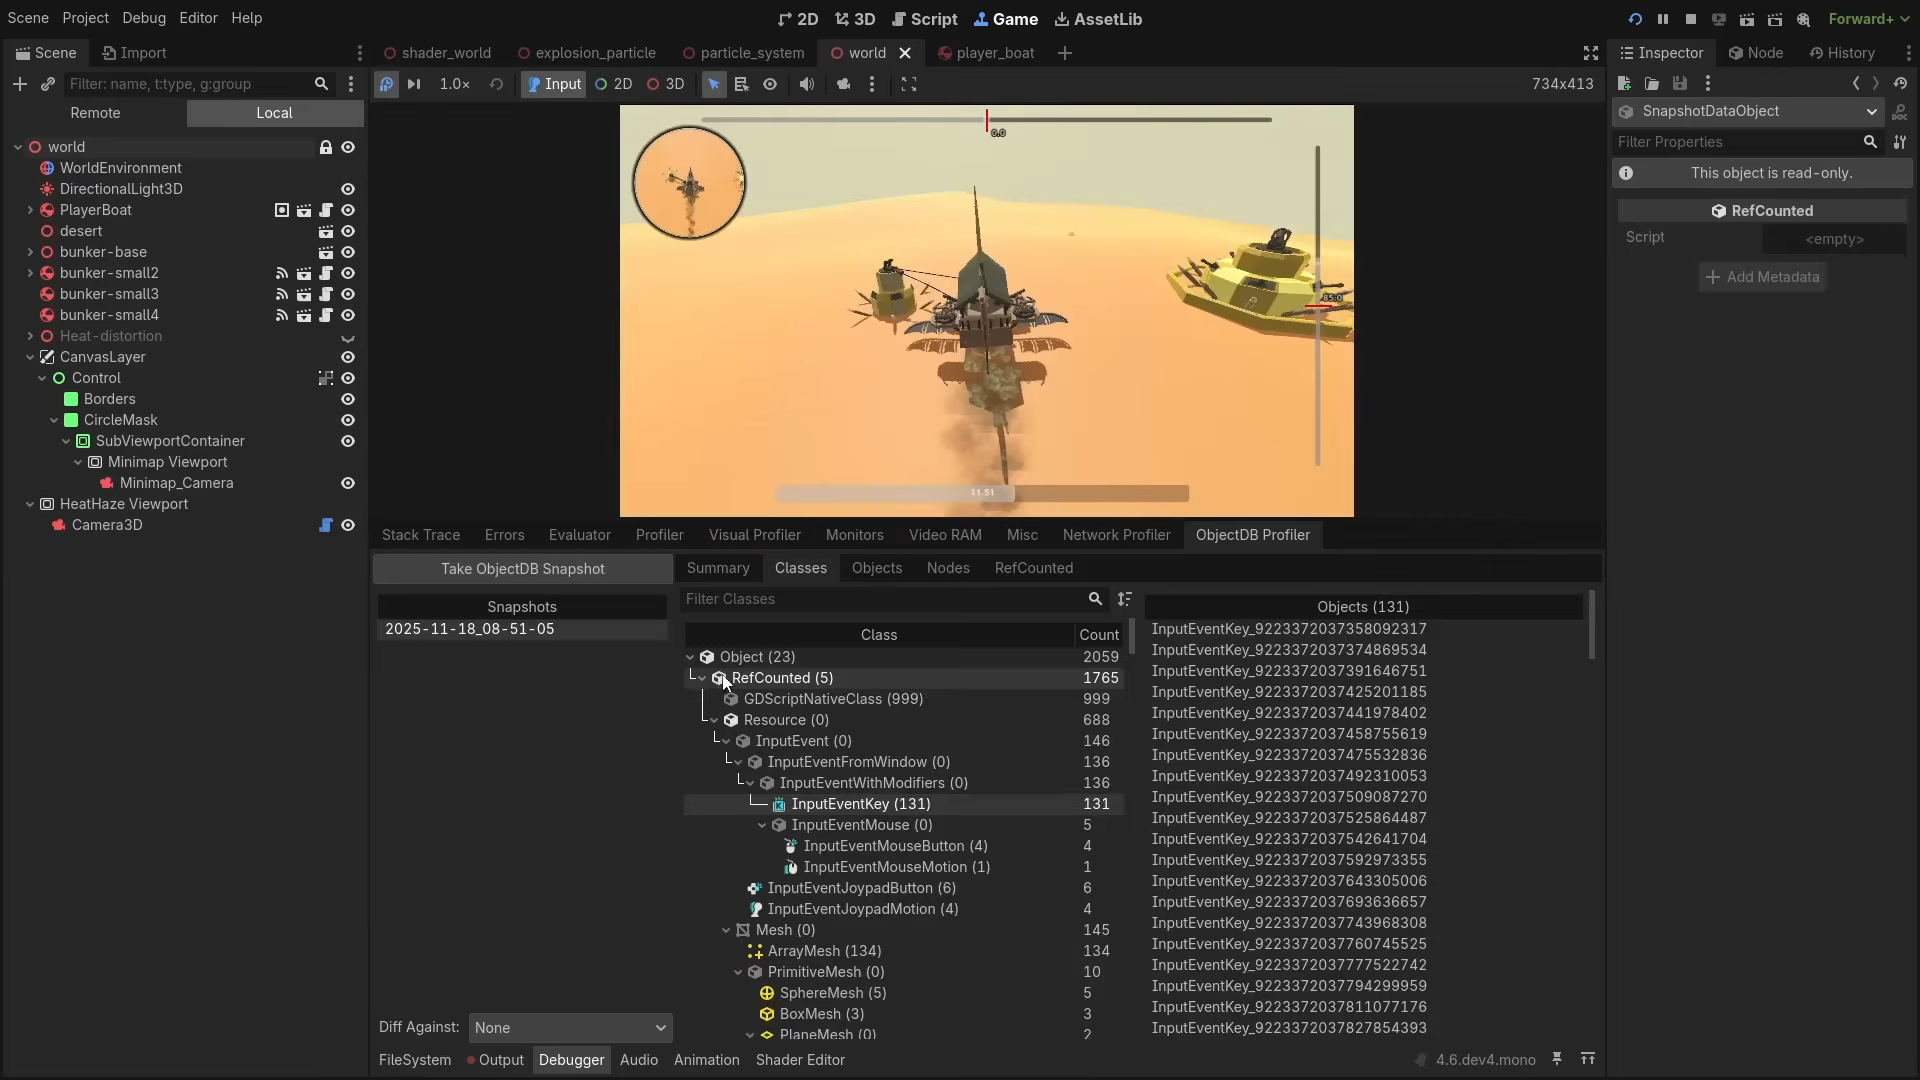 Scene Project Debug Editor Help
2D 3D Script Game AssetLib
Forward+
Scene Import
shader_world explosion_particle particle_system world player_boat
Inspector Node History
Filter: name, t:type, g:group
1.0× Input 2D 3D 734x413
Remote Local
SnapshotDataObject
Filter Properties
This object is read-only.
RefCounted
Script <empty>
Add Metadata
world
WorldEnvironment
DirectionalLight3D
PlayerBoat
desert
bunker-base
bunker-small2
bunker-small3
bunker-small4
Heat-distortion
CanvasLayer
Control
Borders
CircleMask
SubViewportContainer
Minimap Viewport
Minimap_Camera
HeatHaze Viewport
Camera3D
0.0
85.0
11.51
Stack Trace Errors Evaluator Profiler Visual Profiler Monitors Video RAM Misc Network Profiler ObjectDB Profiler
Take ObjectDB Snapshot
Summary Classes Objects Nodes RefCounted
Snapshots
2025-11-18_08-51-05
Diff Against: None
Filter Classes
Class Count
Object (23) 2059
RefCounted (5) 1765
GDScriptNativeClass (999) 999
Resource (0) 688
InputEvent (0) 146
InputEventFromWindow (0) 136
InputEventWithModifiers (0) 136
InputEventKey (131) 131
InputEventMouse (0) 5
InputEventMouseButton (4) 4
InputEventMouseMotion (1) 1
InputEventJoypadButton (6) 6
InputEventJoypadMotion (4) 4
Mesh (0) 145
ArrayMesh (134) 134
PrimitiveMesh (0) 10
SphereMesh (5) 5
BoxMesh (3) 3
PlaneMesh (0) 2
Objects (131)
InputEventKey_9223372037358092317
InputEventKey_9223372037374869534
InputEventKey_9223372037391646751
InputEventKey_9223372037425201185
InputEventKey_9223372037441978402
InputEventKey_9223372037458755619
InputEventKey_9223372037475532836
InputEventKey_9223372037492310053
InputEventKey_9223372037509087270
InputEventKey_9223372037525864487
InputEventKey_9223372037542641704
InputEventKey_9223372037592973355
InputEventKey_9223372037643305006
InputEventKey_9223372037693636657
InputEventKey_9223372037743968308
InputEventKey_9223372037760745525
InputEventKey_9223372037777522742
InputEventKey_9223372037794299959
InputEventKey_9223372037811077176
InputEventKey_9223372037827854393
FileSystem Output Debugger Audio Animation Shader Editor
4.6.dev4.mono